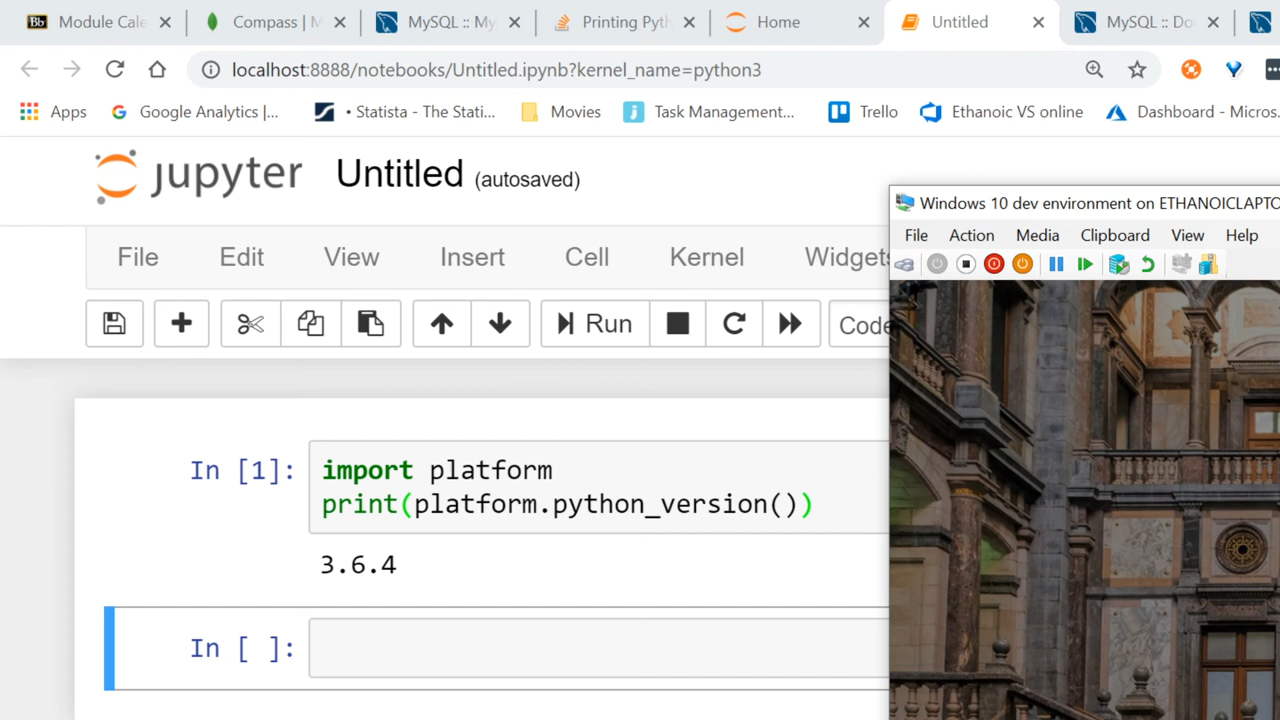 Bb Module Cale
Compass | M
MySQL :: My
Printing Pyth
Home
Untitled
MySQL :: Do
localhost:8888/notebooks/Untitled.ipynb?kernel_name=python3
Apps
Google Analytics |...
• Statista - The Stati...
Movies
j Task Management...
Trello
Ethanoic VS online
Dashboard - Micros.
jupyter Untitled (autosaved)
Windows 10 dev environment on ETHANOICLAPTO
File Action Media Clipboard View Help
File Edit View Insert Cell Kernel Widgets
Run
Code
In [1]: import platform
print(platform.python_version())
3.6.4
In [ ]: